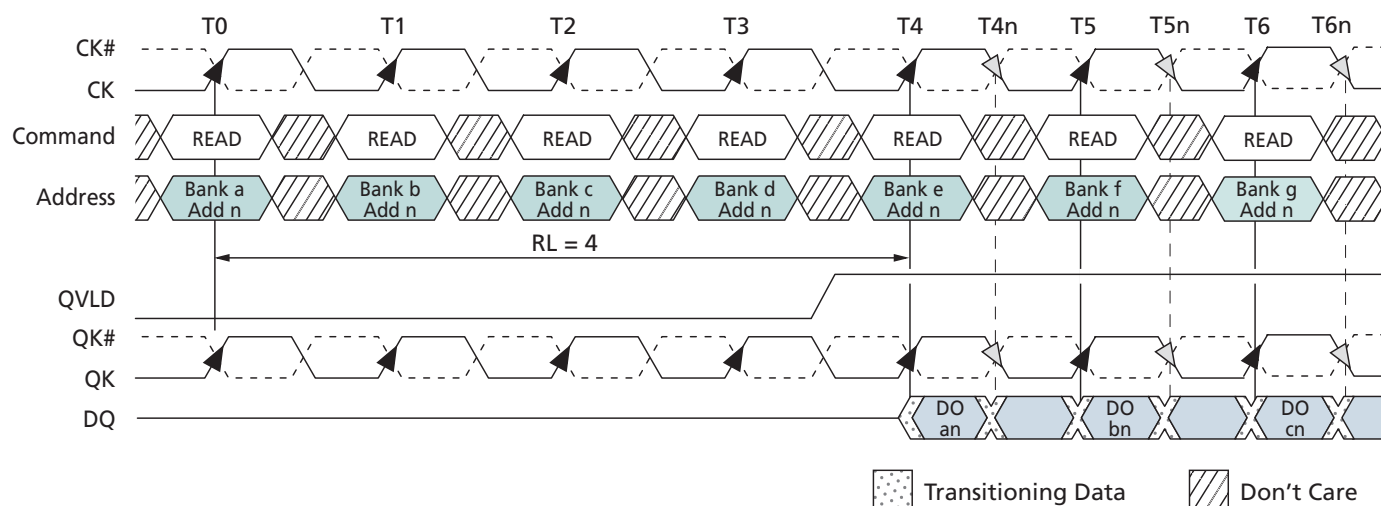 T0 T1 T2 T3 T4 T4n T5 T5n T6 T6n
CK#
CK
Command READ READ READ READ READ READ READ
Address Bank a Bank b Bank c Bank d Bank e Bank f Bank g
Add n Add n Add n Add n Add n Add n Add n
RL = 4
QVLD
QK#
QK
DQ DO DO DO
an bn cn
Transitioning Data Don't Care